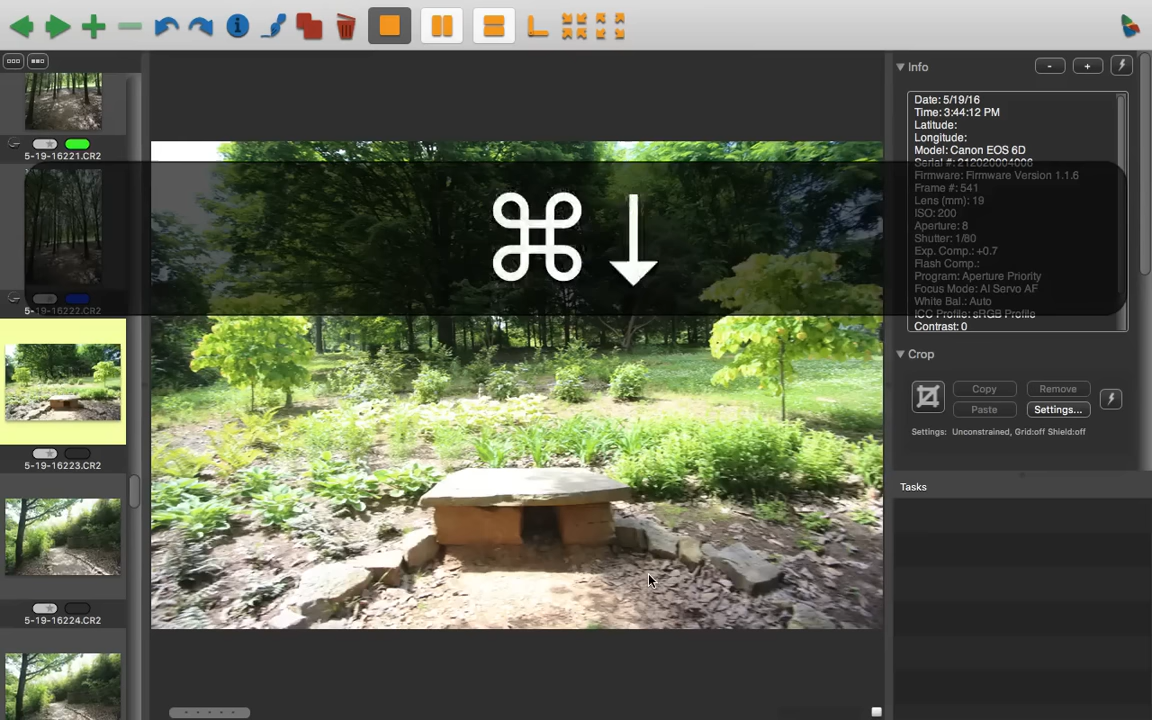 Info
-
+
Date: 5/19/16
Time: 3:44:12 PM
Latitude:
Longitude:
Model: Canon EOS 6D
Serial #: 212020004006
Firmware: Firmware Version 1.1.6
Frame #: 541
Lens (mm): 19
ISO: 200
Aperture: 8
Shutter: 1/80
Exp. Comp.: +0.7
Flash Comp.:
Program: Aperture Priority
Focus Mode: AI Servo AF
White Bal.: Auto
ICC Profile: sRGB Profile
Contrast: 0
Crop
Copy
Remove
Paste
Settings...
Settings: Unconstrained, Grid:off Shield:off
Tasks
5-19-16221.CR2
5-19-16222.CR2
5-19-16223.CR2
5-19-16224.CR2
⌘↓